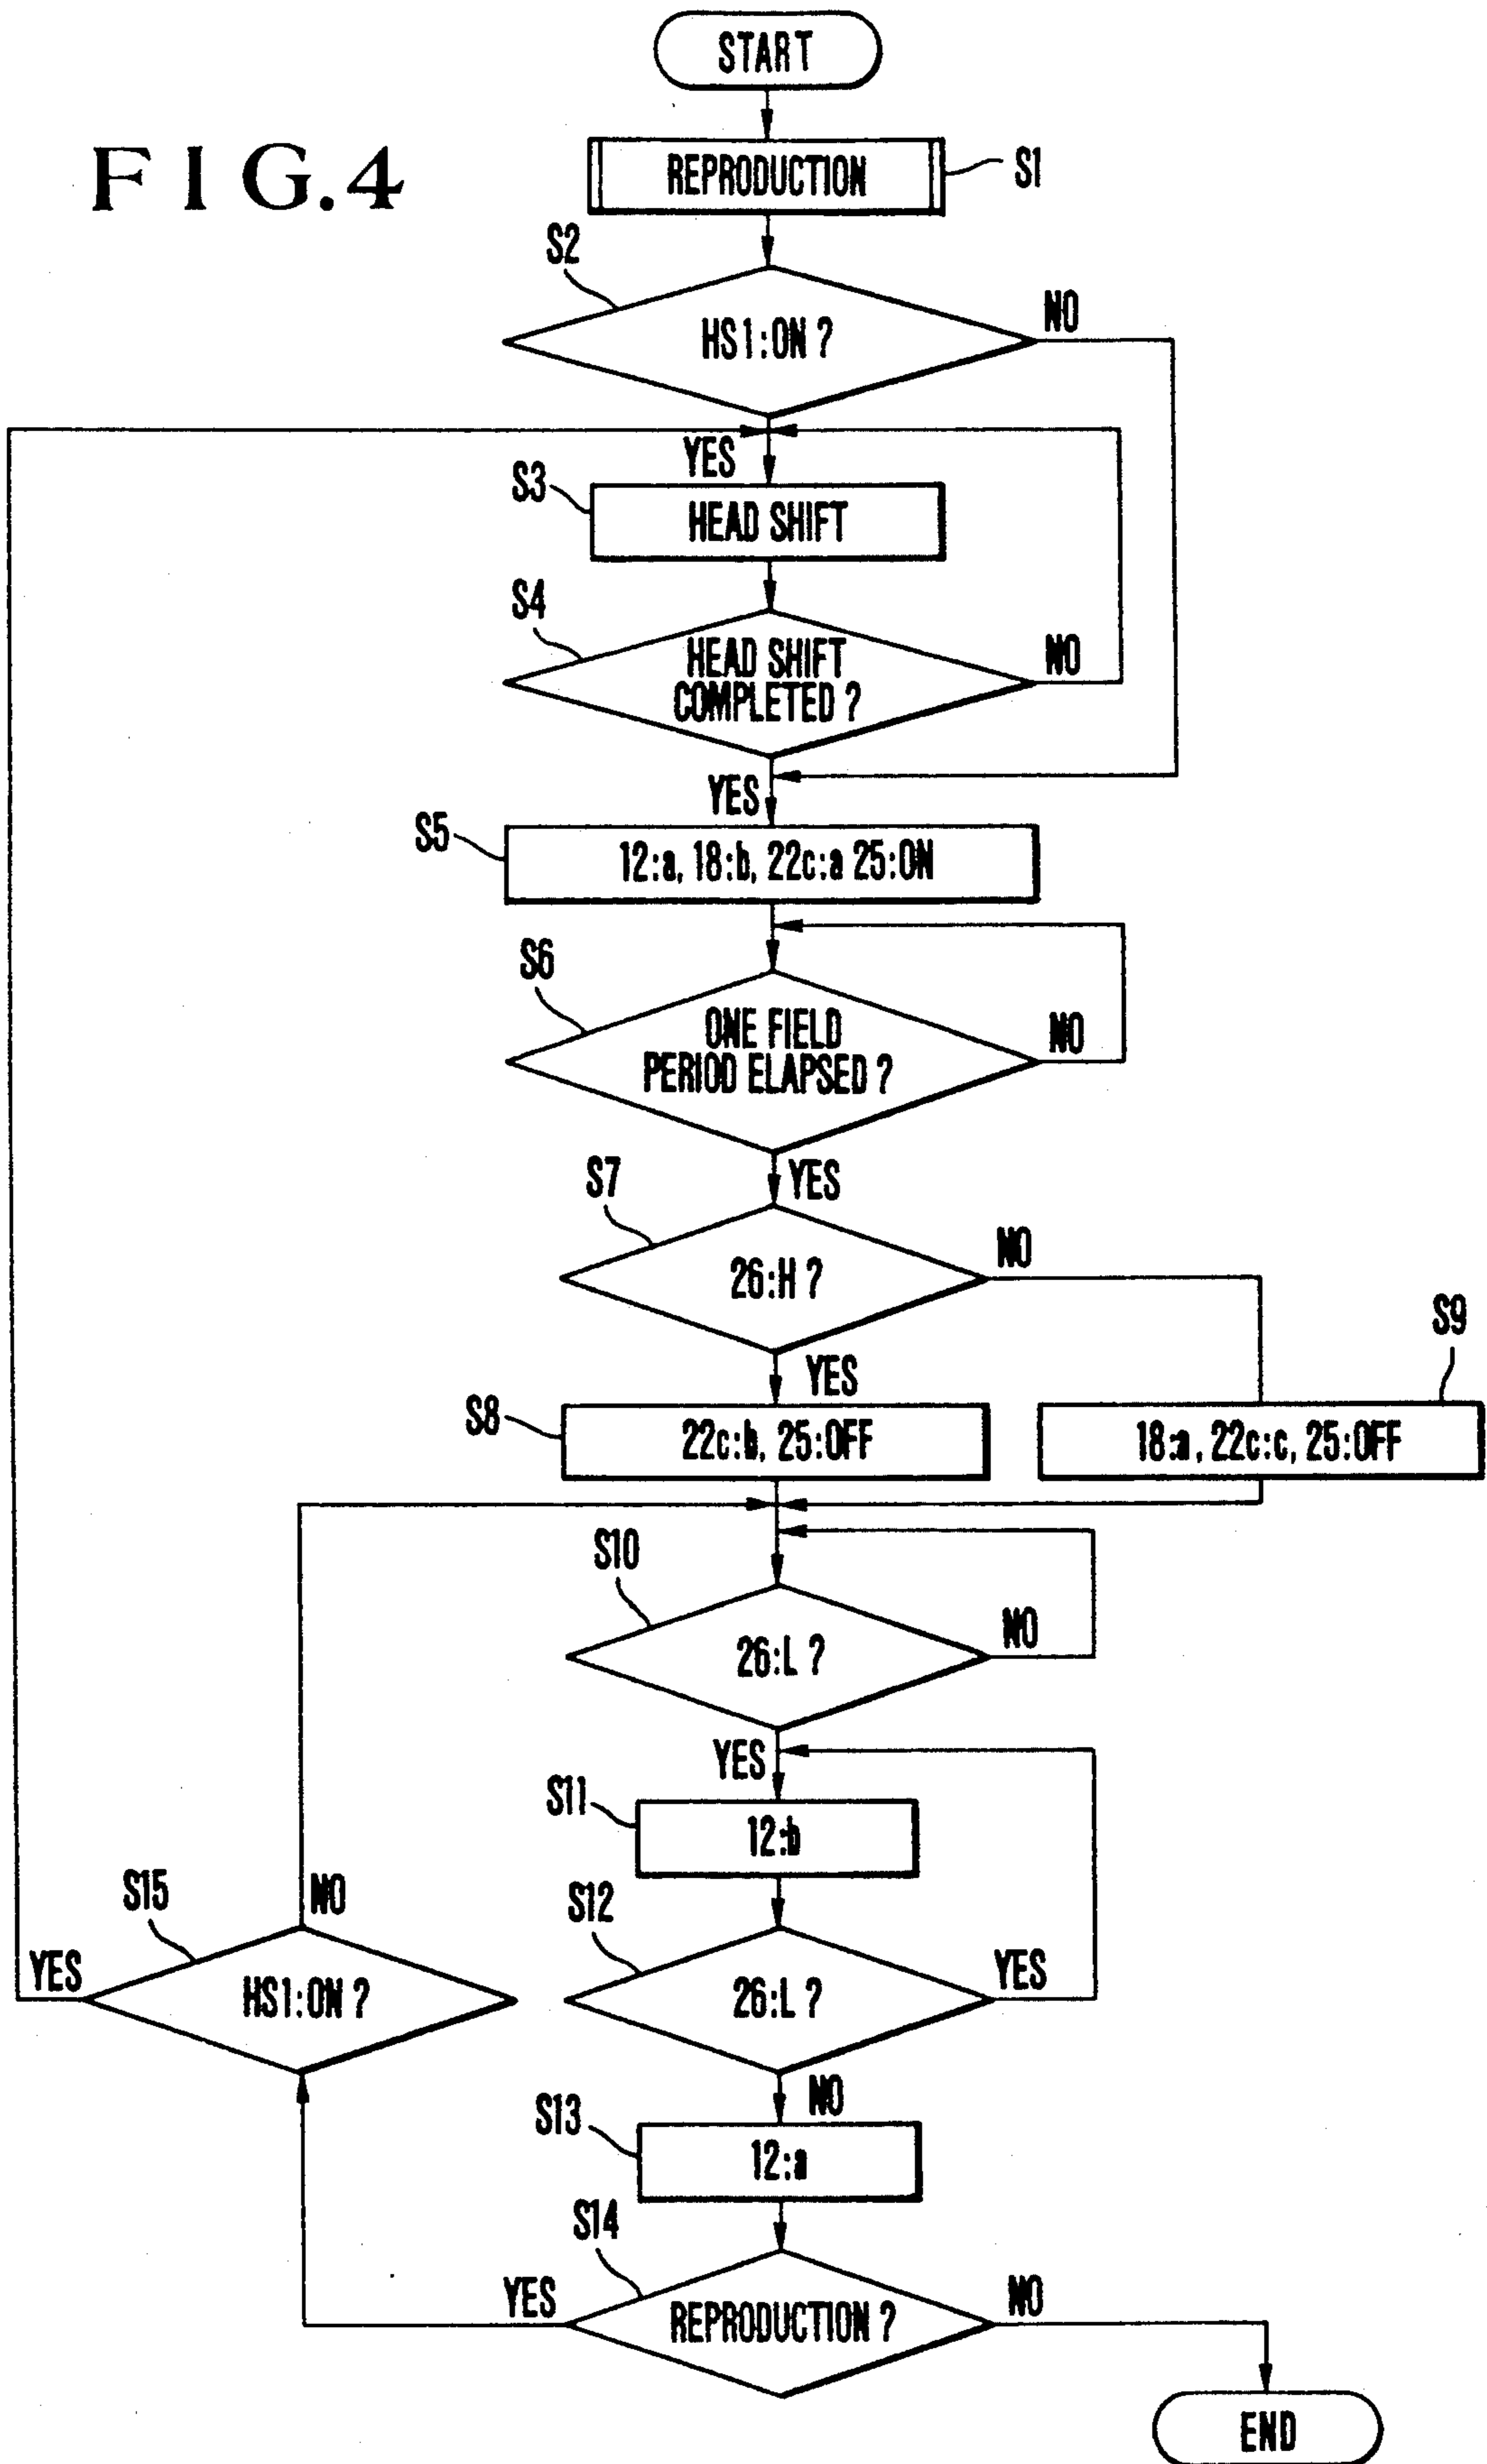 START
FIG.4
REPRODUCTION
S1
S2
HS1:ON ?
NO
YES
S3
HEAD SHIFT
S4
HEAD SHIFT
COMPLETED ?
NO
YES
S5
12:a, 18:b, 22c:a 25:ON
S6
ONE FIELD
PERIOD ELAPSED ?
NO
YES
S7
26:H ?
NO
YES
S8
22c:b, 25:OFF
S9
18:a, 22c:c, 25:OFF
S10
26:L ?
NO
YES
S11
12:b
S12
26:L ?
YES
NO
S15
HS1:ON ?
YES
NO
S13
12:a
S14
REPRODUCTION ?
YES
NO
END